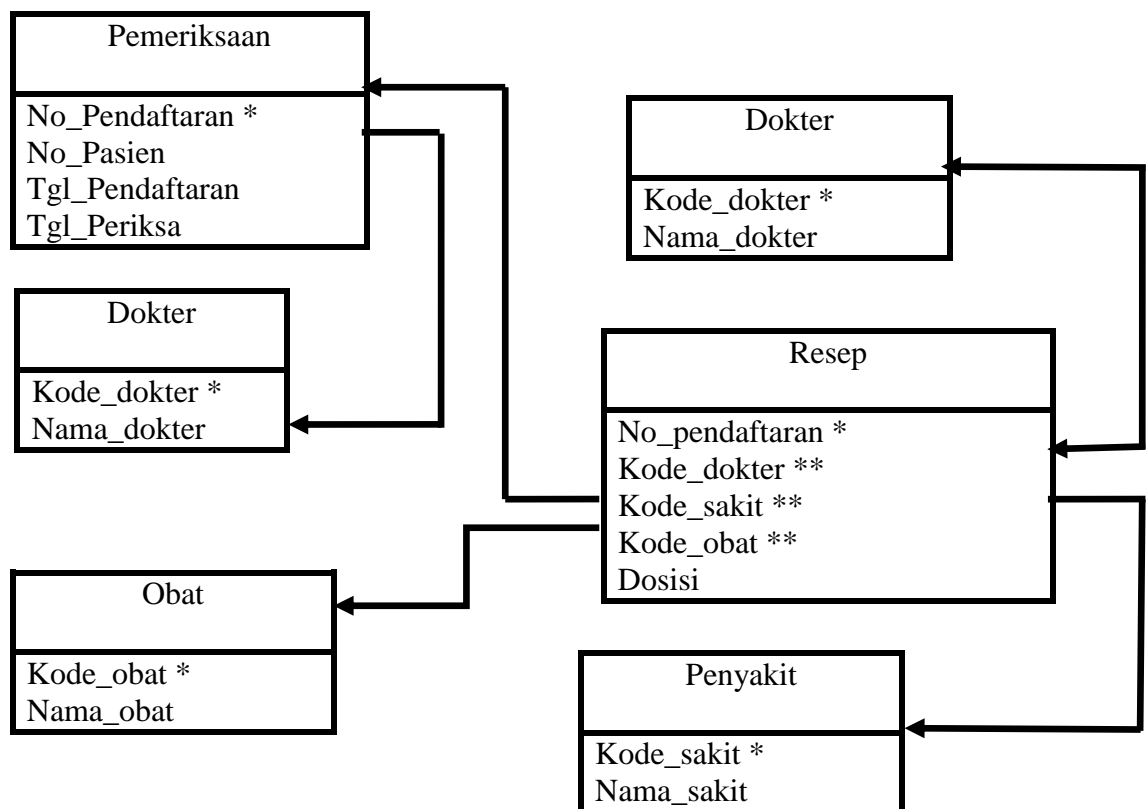 Pemeriksaan
No_Pendaftaran *
No_Pasien
Tgl_Pendaftaran
Tgl_Periksa
Dokter
Kode_dokter *
Nama_dokter
Dokter
Kode_dokter *
Nama_dokter
Resep
No_pendaftaran *
Kode_dokter **
Kode_sakit **
Kode_obat **
Dosisi
Obat
Kode_obat *
Nama_obat
Penyakit
Kode_sakit *
Nama_sakit